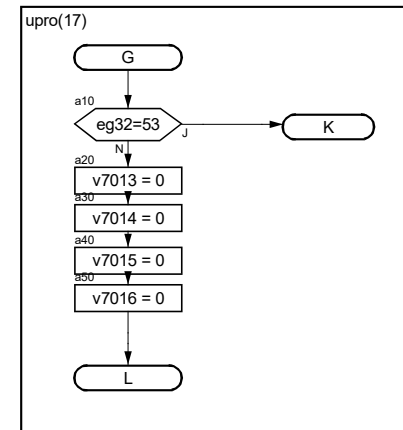 upro(17)
G
a10
eg32=53
J
K
N
a20
v7013 = 0
a30
v7014 = 0
a40
v7015 = 0
a50
v7016 = 0
L